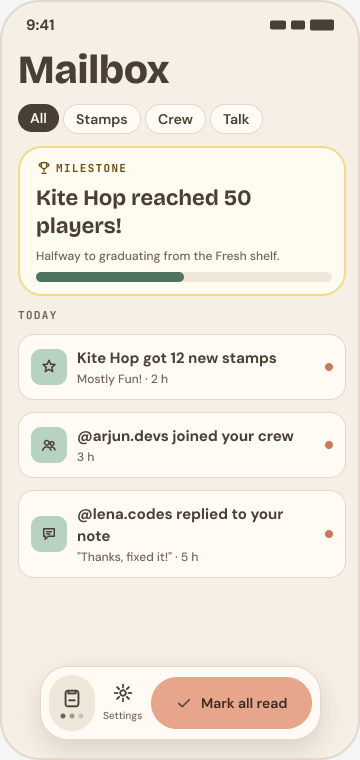 9:41
Mailbox
All
Stamps
Crew
Talk
MILESTONE
Kite Hop reached 50
players!
Halfway to graduating from the Fresh shelf.
TODAY
Kite Hop got 12 new stamps
Mostly Fun! · 2 h
@arjun.devs joined your crew
3 h
@lena.codes replied to your
note
"Thanks, fixed it!" · 5 h
Settings
Mark all read